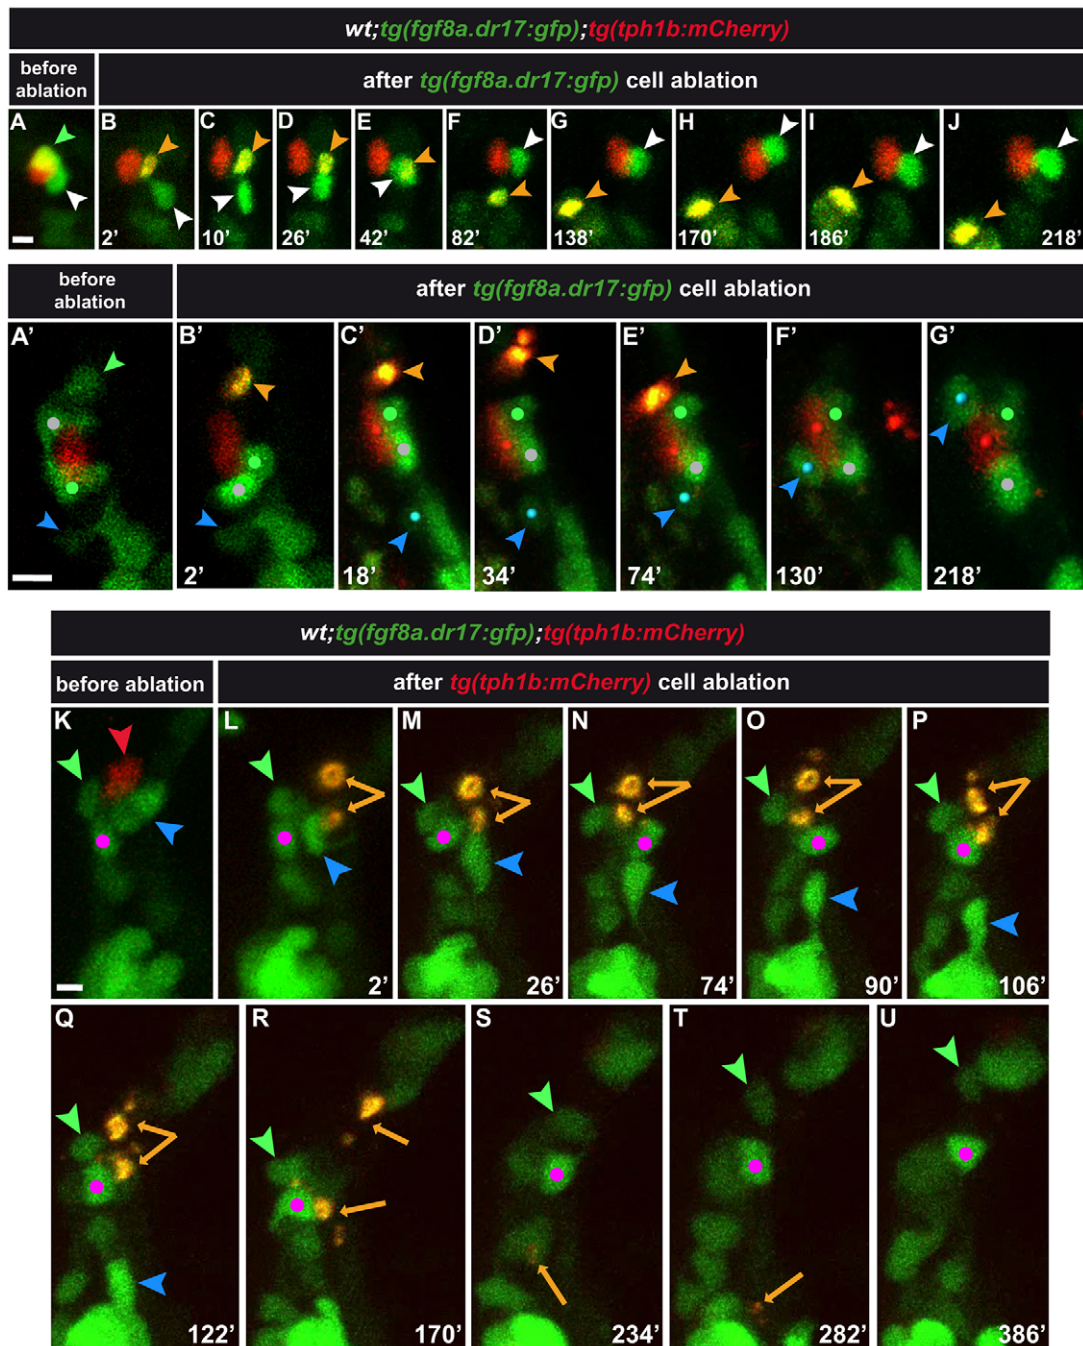 wt;tg(fgf8a.dr17:gfp);tg(tph1b:mCherry)
before ablation
after tg(fgf8a.dr17:gfp) cell ablation
A B C D E F G H I J
2’ 10’ 26’ 42’ 82’ 138’ 170’ 186’ 218’
before ablation
after tg(fgf8a.dr17:gfp) cell ablation
A’ B’ C’ D’ E’ F’ G’
2’ 18’ 34’ 74’ 130’ 218’
wt;tg(fgf8a.dr17:gfp);tg(tph1b:mCherry)
before ablation
after tg(tph1b:mCherry) cell ablation
K L M N O P
2’ 26’ 74’ 90’ 106’
Q R S T U
122’ 170’ 234’ 282’ 386’